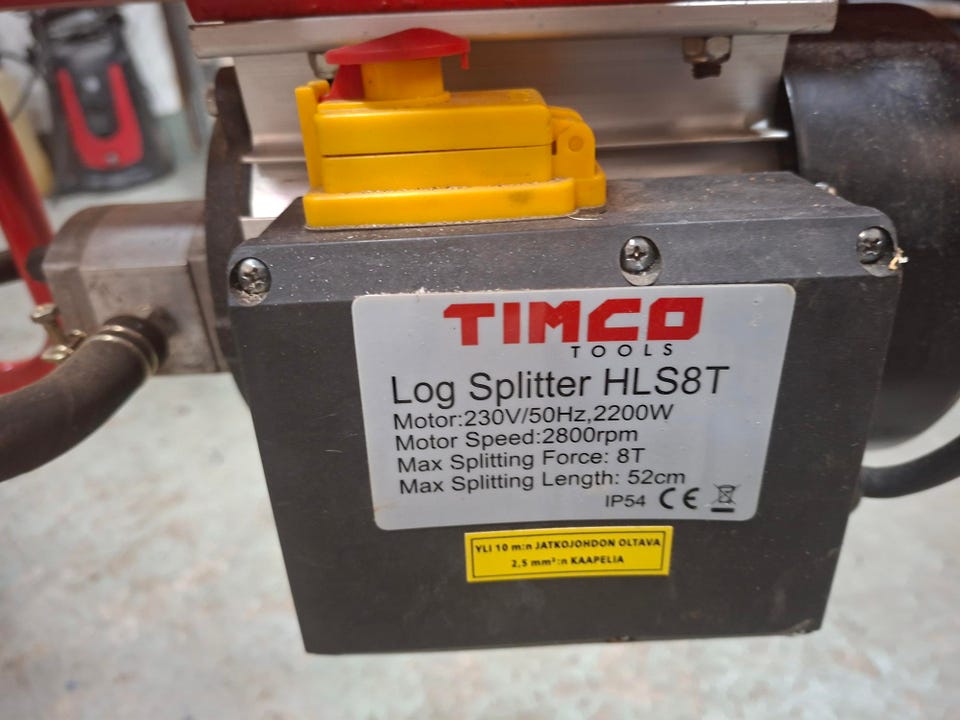 TIMCO
TOOLS
Log Splitter HLS8T
Motor:230V/50Hz,2200W
Motor Speed:2800rpm
Max Splitting Force: 8T
Max Splitting Length: 52cm
IP54 CE
YLI 10 m:n JATKOJOHDON OLTAVA
2,5 mm²:n KAAPELIA